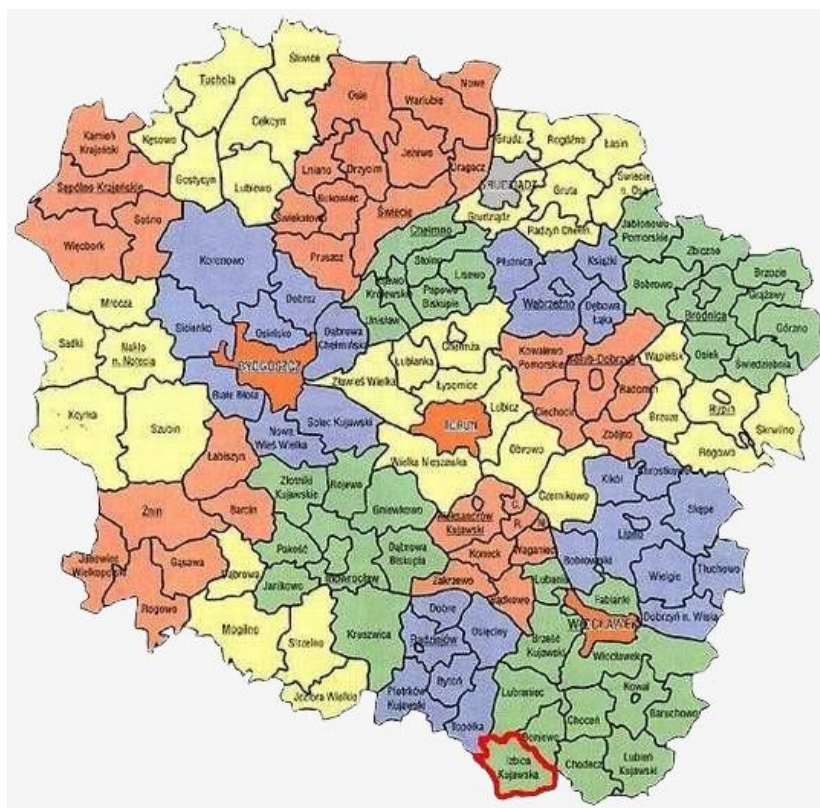 Śliwice
Tuchola
Nowe
Osie
Warlubie
Cekcyn
Kamień
Krajeński
Kęsowo
Grudz.
Rogóźno
Łasin
Lniano
Drzycim
Jeżewo
Dragacz
Sępólno Krajeńskie
Gostycyn
Lubiewo
Bukowiec
GRUDZIĄDZ
Gruta
Świecie
n. Osą
Sośno
Świekatowo
Świecie
Grudziądz
Radzyń Chełm.
Chełmno
Jabłonowo
Pomorskie
Więcbork
Koronowo
Pruszcz
Stolno
Płużnica
Książki
Zbiczno
Lisewo
Brzozie
Kijewo
Królewskie
Papowo
Biskupie
Bobrowo
Grążawy
Mrocza
Dobrcz
Wąbrzeźno
Dębowa
Łąka
Brodnica
Unisław
Górzno
Sicienko
Osielsko
Dąbrowa
Chełmińska
Sadki
Nakło
n. Notecią
Chełmża
Kowalewo
Pomorskie
Golub-Dobrzyń
Wąpielsk
Osiek
Świedziebnia
BYDGOSZCZ
Łubianka
Zławieś Wielka
Łysomice
Radomin
Białe Błota
Kcynia
Szubin
Solec Kujawski
Lubicz
Ciechocin
Brzuze
Rypin
TORUŃ
Skrwilno
Nowa
Wieś Wielka
Zbójno
Łabiszyn
Obrowo
Rogowo
Wielka Nieszawka
Złotniki
Kujawskie
Rojewo
Kikół
Chrostkowo
Czernikowo
Gniewkowo
Skępe
Żnin
Barcin
Aleksandrów
Kujawski
C.
R.
N.
Lipno
Pakość
Dąbrowa
Biskupia
Koneck
Waganiec
Bobrowniki
Janowiec
Wielkopolski
Gąsawa
Dąbrowa
Inowrocław
Wielgie
Tłuchowo
Janikowo
Zakrzewo
Lubanie
Rogowo
Bądkowo
Fabianki
Dobrzyń n. Wisłą
Dobre
Mogilno
Strzelno
Kruszwica
Radziejów
Osięciny
WŁOCŁAWEK
Brześć
Kujawski
Włocławek
Jeziora Wielkie
Piotrków
Kujawski
Bytoń
Lubraniec
Kowal
Topólka
Choceń
Baruchowo
Boniewo
Izbica
Kujawska
Chodecz
Lubień
Kujawski